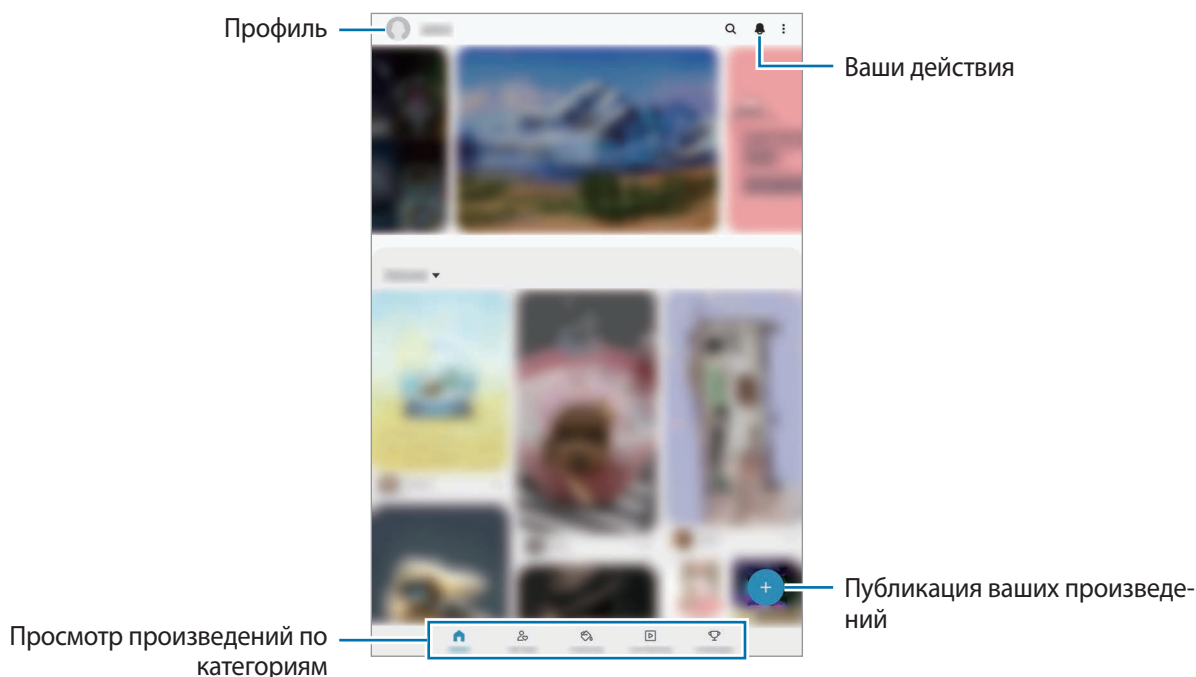 Профиль
Ваши действия
Публикация ваших произведе-
ний
Просмотр произведений по
категориям